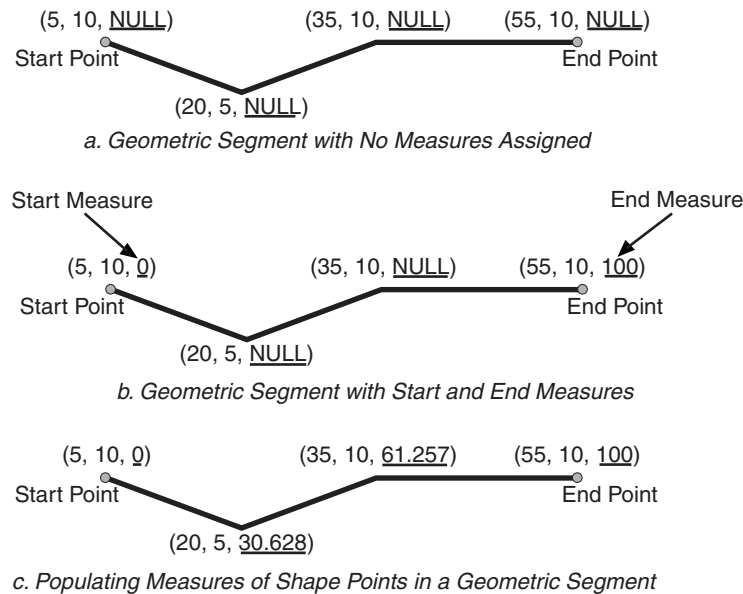 (5, 10, NULL) (35, 10, NULL) (55, 10, NULL)
Start Point End Point
(20, 5, NULL)
a. Geometric Segment with No Measures Assigned
Start Measure End Measure
(5, 10, 0) (35, 10, NULL) (55, 10, 100)
Start Point End Point
(20, 5, NULL)
b. Geometric Segment with Start and End Measures
(5, 10, 0) (35, 10, 61.257) (55, 10, 100)
Start Point End Point
(20, 5, 30.628)
c. Populating Measures of Shape Points in a Geometric Segment